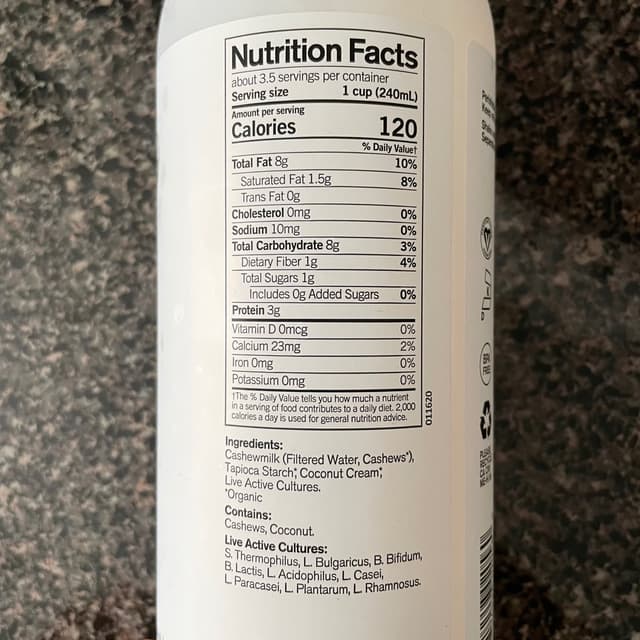 Nutrition Facts
about 3.5 servings per container
Serving size 1 cup (240mL)
Amount per serving
Calories 120
% Daily Value†
Total Fat 8g 10%
Saturated Fat 1.5g 8%
Trans Fat 0g
Cholesterol 0mg 0%
Sodium 10mg 0%
Total Carbohydrate 8g 3%
Dietary Fiber 1g 4%
Total Sugars 1g
Includes 0g Added Sugars 0%
Protein 3g
Vitamin D 0mcg 0%
Calcium 23mg 2%
Iron 0mg 0%
Potassium 0mg 0%
†The % Daily Value tells you how much a nutrient
in a serving of food contributes to a daily diet. 2,000
calories a day is used for general nutrition advice.
011620
Ingredients:
Cashewmilk (Filtered Water, Cashews*),
Tapioca Starch*, Coconut Cream*,
Live Active Cultures.
*Organic
Contains:
Cashews, Coconut.
Live Active Cultures:
S. Thermophilus, L. Bulgaricus, B. Bifidum,
B. Lactis, L. Acidophilus, L. Casei,
L Paracasei, L. Plantarum, L. Rhamnosus.
BPA
FREE